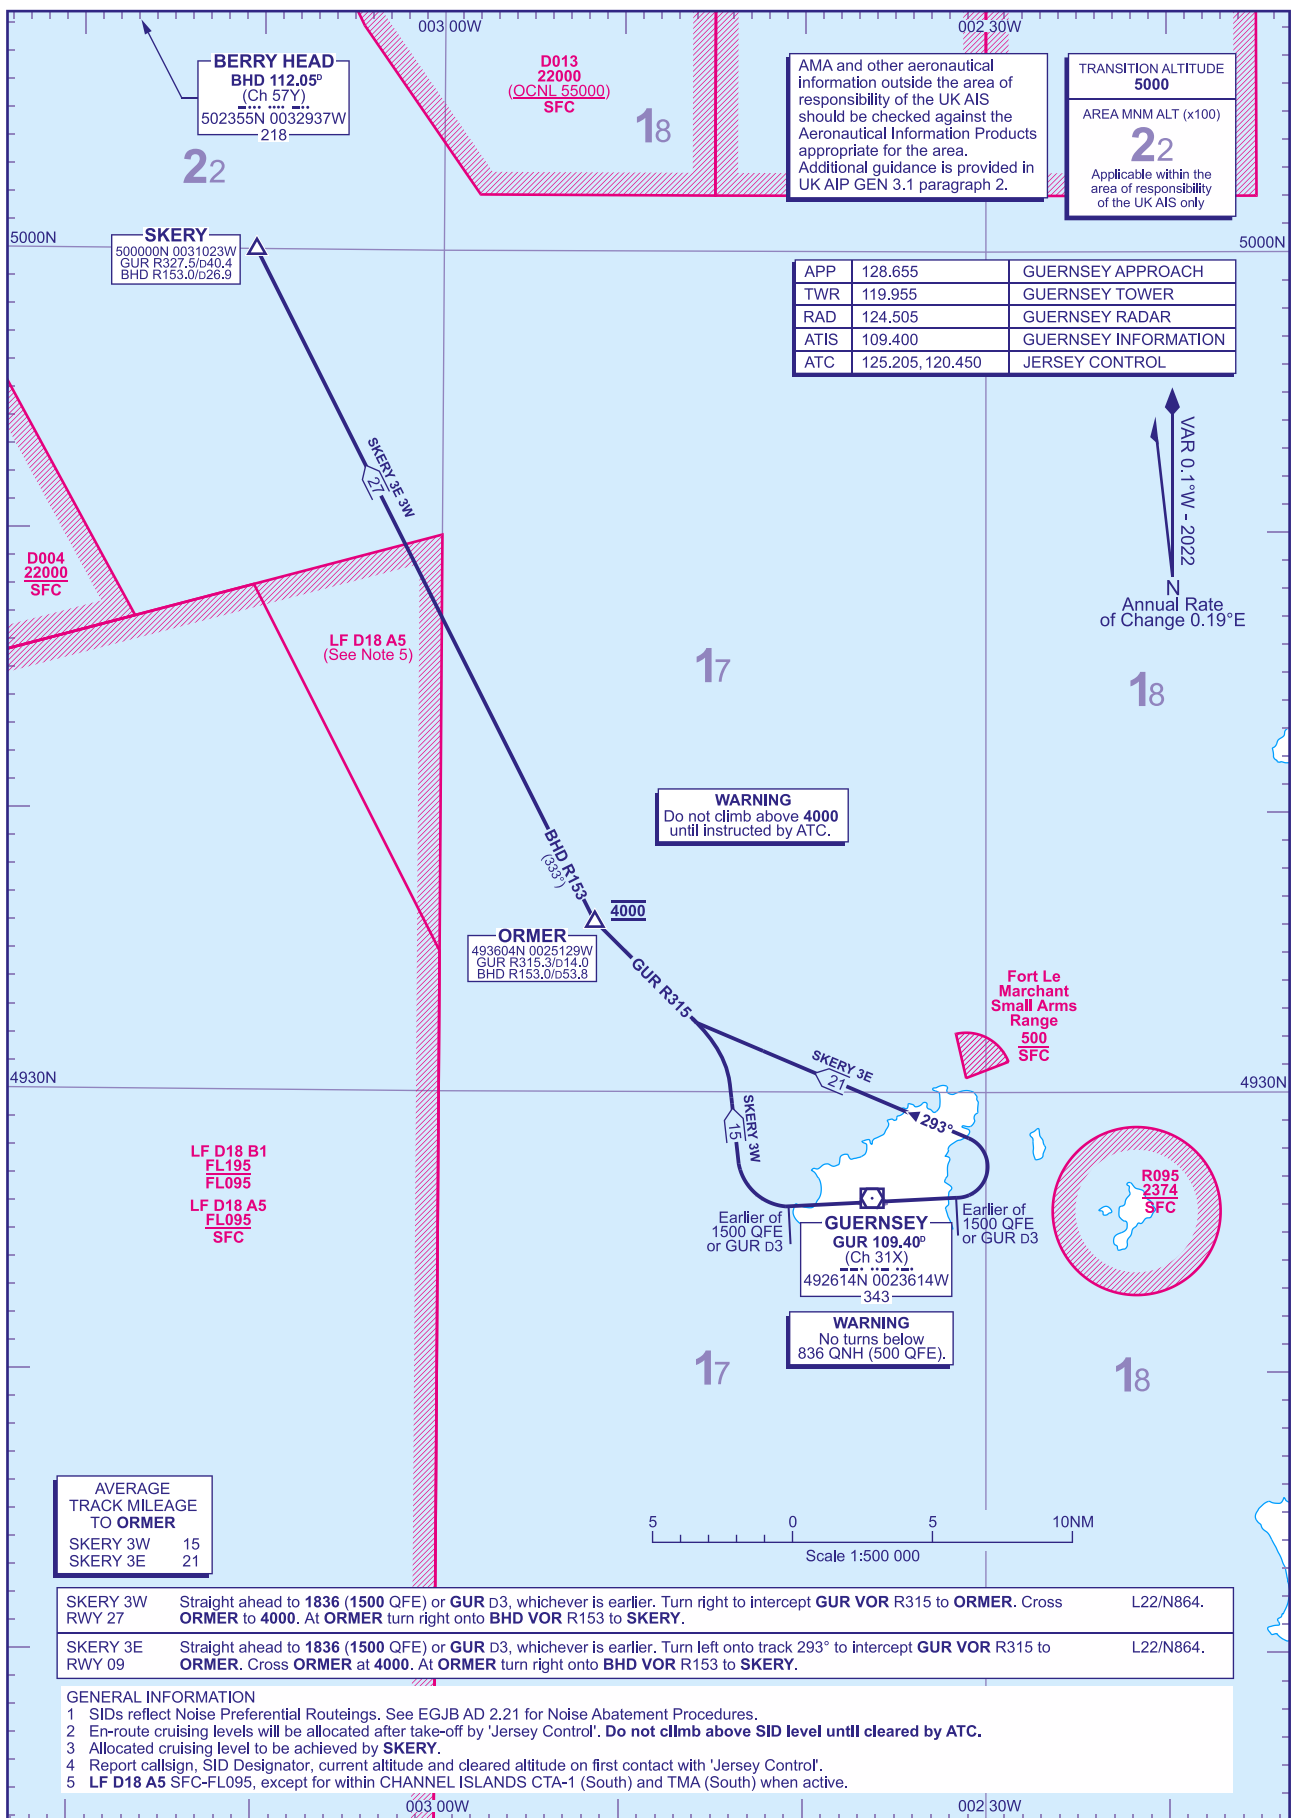 003 00W
002 30W
BERRY HEAD
BHD 112.05ᴰ
(Ch 57Y)
502355N 0032937W
218
D013
22000
(OCNL 55000)
SFC
18
22
AMA and other aeronautical
information outside the area of
responsibility of the UK AIS
should be checked against the
Aeronautical Information Products
appropriate for the area.
Additional guidance is provided in
UK AIP GEN 3.1 paragraph 2.
TRANSITION ALTITUDE
5000
AREA MNM ALT (x100)
22
Applicable within the
area of responsibility
of the UK AIS only
5000N
5000N
SKERY
500000N 0031023W
GUR R327.5/D40.4
BHD R153.0/D26.9
APP 128.655 GUERNSEY APPROACH
TWR 119.955 GUERNSEY TOWER
RAD 124.505 GUERNSEY RADAR
ATIS 109.400 GUERNSEY INFORMATION
ATC 125.205, 120.450 JERSEY CONTROL
VAR 0.1°W - 2022
N
Annual Rate
of Change 0.19°E
SKERY 3E 3W
27
D004
22000
SFC
LF D18 A5
(See Note 5)
17
18
WARNING
Do not climb above 4000
until instructed by ATC.
BHD R153
(333°)
4000
ORMER
493604N 0025129W
GUR R315.3/D14.0
BHD R153.0/D53.8
GUR R315
Fort Le
Marchant
Small Arms
Range
500
SFC
4930N
4930N
SKERY 3E
21
293°
SKERY 3W
15
LF D18 B1
FL195
FL095
LF D18 A5
FL095
SFC
R095
2374
SFC
Earlier of
1500 QFE
or GUR D3
Earlier of
1500 QFE
or GUR D3
GUERNSEY
GUR 109.40ᴰ
(Ch 31X)
492614N 0023614W
343
WARNING
No turns below
836 QNH (500 QFE).
17
18
AVERAGE
TRACK MILEAGE
TO ORMER
SKERY 3W 15
SKERY 3E 21
5 0 5 10NM
Scale 1:500 000
SKERY 3W Straight ahead to 1836 (1500 QFE) or GUR D3, whichever is earlier. Turn right to intercept GUR VOR R315 to ORMER. Cross L22/N864.
RWY 27 ORMER to 4000. At ORMER turn right onto BHD VOR R153 to SKERY.
SKERY 3E Straight ahead to 1836 (1500 QFE) or GUR D3, whichever is earlier. Turn left onto track 293° to intercept GUR VOR R315 to L22/N864.
RWY 09 ORMER. Cross ORMER at 4000. At ORMER turn right onto BHD VOR R153 to SKERY.
GENERAL INFORMATION
1 SIDs reflect Noise Preferential Routeings. See EGJB AD 2.21 for Noise Abatement Procedures.
2 En-route cruising levels will be allocated after take-off by 'Jersey Control'. Do not climb above SID level until cleared by ATC.
3 Allocated cruising level to be achieved by SKERY.
4 Report callsign, SID Designator, current altitude and cleared altitude on first contact with 'Jersey Control'.
5 LF D18 A5 SFC-FL095, except for within CHANNEL ISLANDS CTA-1 (South) and TMA (South) when active.
003 00W
002 30W